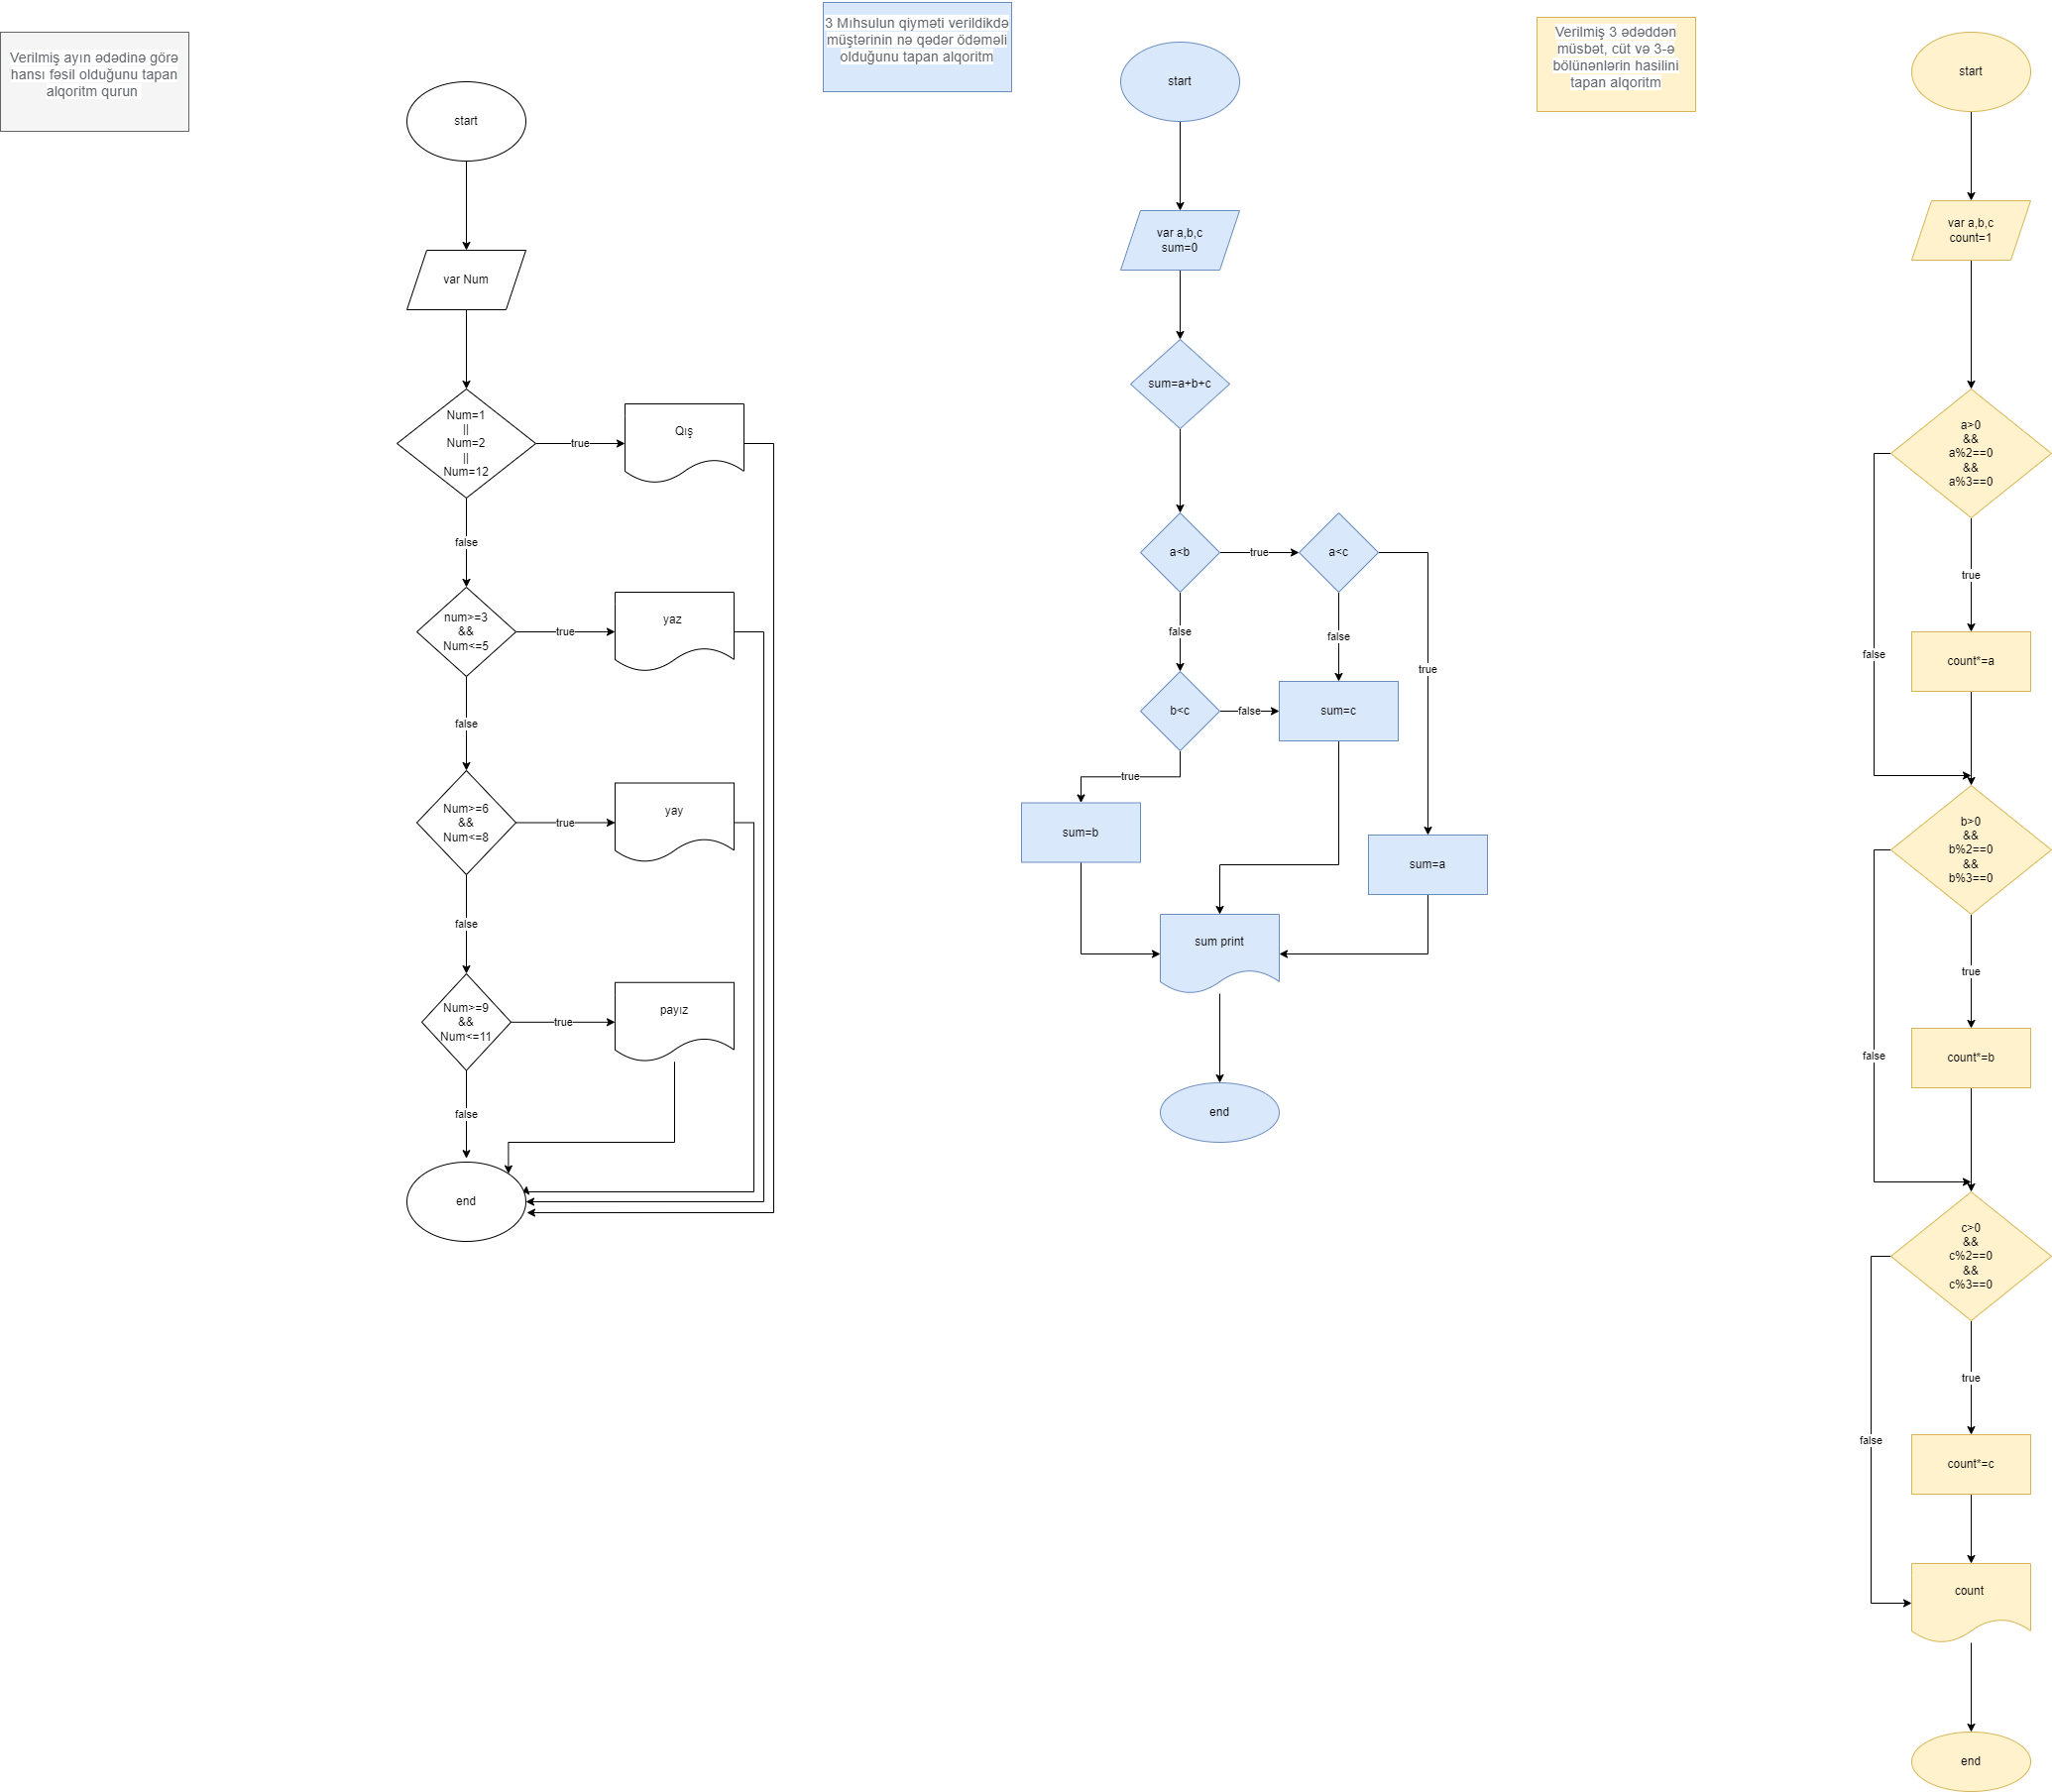 Verilmiş ayın ədədinə görə
hansı fəsil olduğunu tapan
alqoritm qurun
start
var Num
Num=1
||
Num=2
||
Num=12
true
Qış
false
num>=3
&&
Num<=5
true
yaz
false
Num>=6
&&
Num<=8
true
yay
false
Num>=9
&&
Num<=11
true
payız
false
end
3 Mıhsulun qiyməti verildikdə
müştərinin nə qədər ödəməli
olduğunu tapan alqoritm
start
var a,b,c
sum=0
sum=a+b+c
a<b
true
a<c
false
false
true
b<c
false
sum=c
true
sum=b
sum=a
sum print
end
Verilmiş 3 ədəddən
müsbət, cüt və 3-ə
bölünənlərin hasilini
tapan alqoritm
start
var a,b,c
count=1
a>0
&&
a%2==0
&&
a%3==0
true
false
count*=a
b>0
&&
b%2==0
&&
b%3==0
true
false
count*=b
c>0
&&
c%2==0
&&
c%3==0
true
false
count*=c
count
end